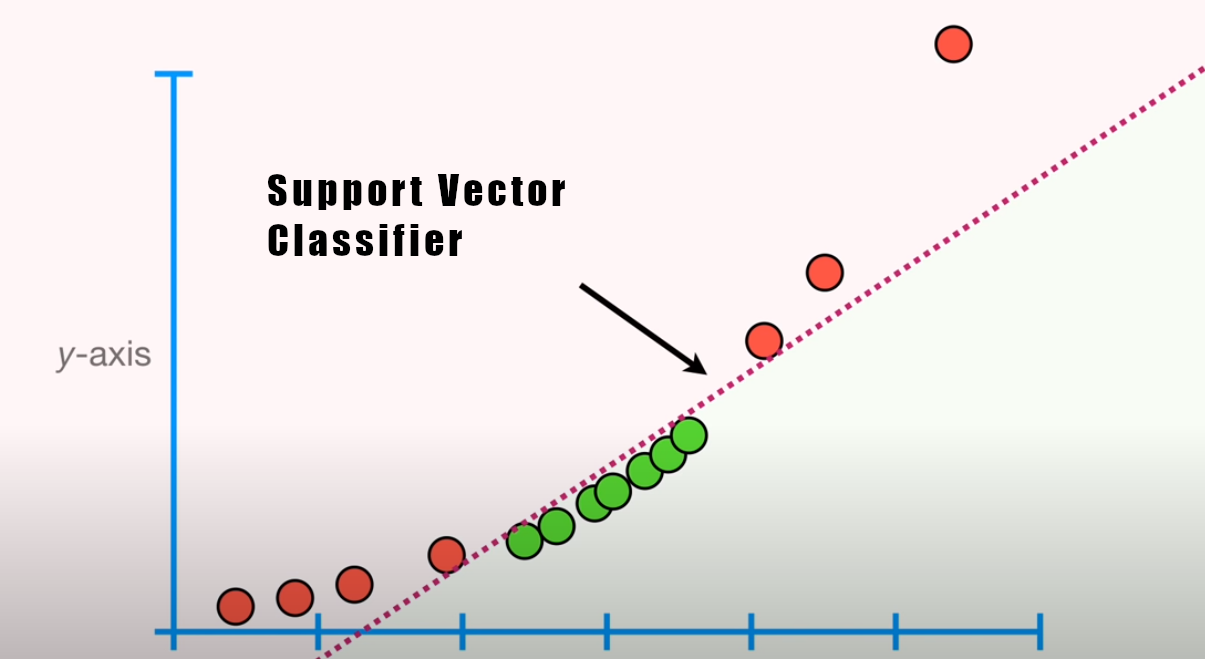 Support Vector
Classifier
y-axis